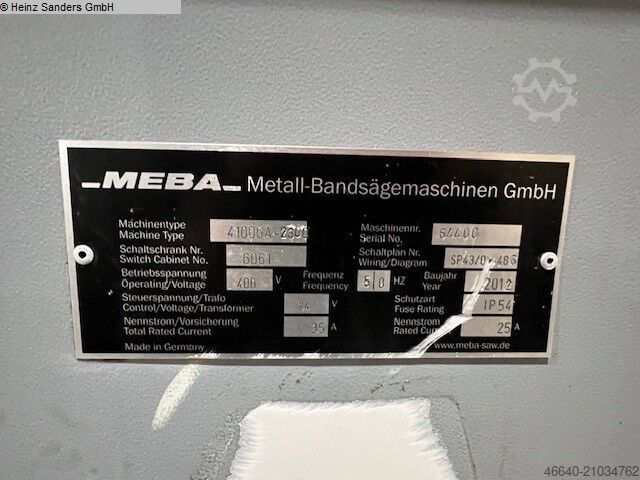 © Heinz Sanders GmbH
MEBA Metall-Bandsägemaschinen GmbH
Machinentype
Machine Type
Maschinennr.
Serial No.
Schaltschrank Nr. 6061
Switch Cabinet No.
Schaltplan Nr.
Wiring/Diagram
Betriebsspannung
Operating/Voltage 400 V
Frequenz
Frequency 50 HZ
Baujahr
Year 2012
Steuerspannung/Trafo
Control/Voltage/Transformer 24 V
Schutzart
Fuse Rating IP 54
Nennstrom/Vorsicherung
Total Rated Current 35 A
Nennstrom
Rated Current 25 A
Made in Germany
www.meba-saw.de
46640-21034762